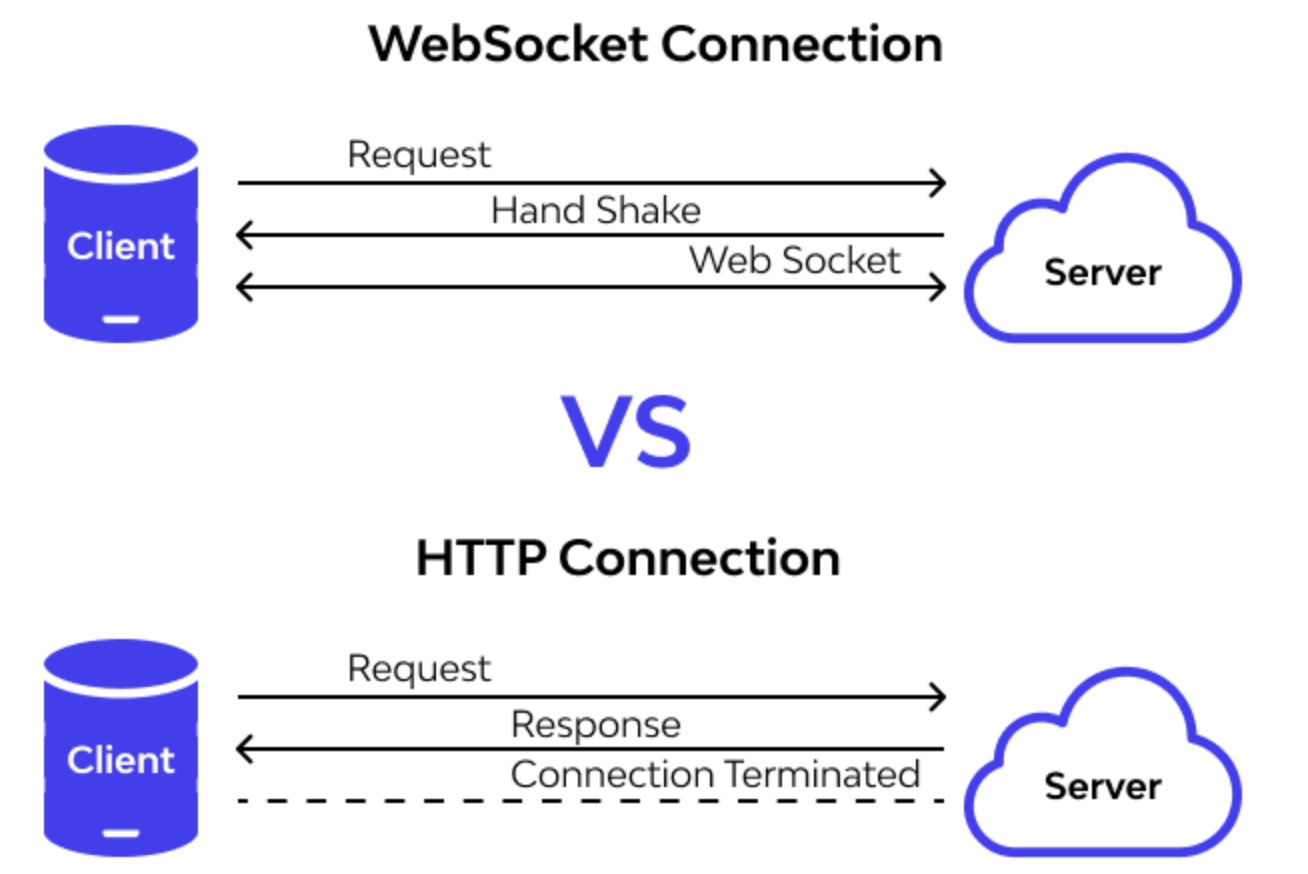 WebSocket Connection
Request
Hand Shake
Web Socket
Client
Server
VS
HTTP Connection
Request
Response
Connection Terminated
Client
Server